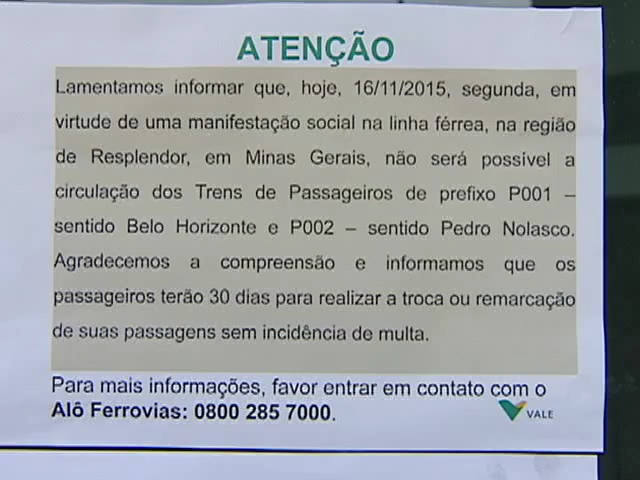 ATENÇÃO
Lamentamos informar que, hoje, 16/11/2015, segunda, em
virtude de uma manifestação social na linha férrea, na região
de Resplendor, em Minas Gerais, não será possível a
circulação dos Trens de Passageiros de prefixo P001 –
sentido Belo Horizonte e P002 – sentido Pedro Nolasco.
Agradecemos a compreensão e informamos que os
passageiros terão 30 dias para realizar a troca ou remarcação
de suas passagens sem incidência de multa.
Para mais informações, favor entrar em contato com o
Alô Ferrovias: 0800 285 7000.
VALE